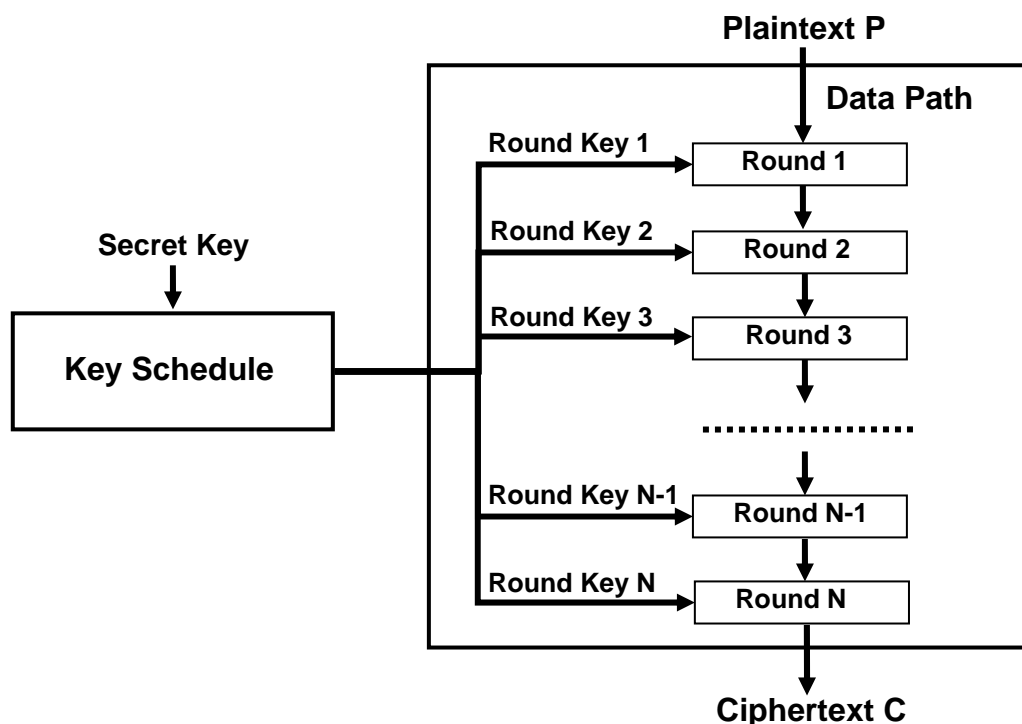 Plaintext P
Data Path
Round Key 1
Round 1
Round Key 2
Round 2
Secret Key
Round Key 3
Round 3
Key Schedule
Round Key N-1
Round N-1
Round Key N
Round N
Ciphertext C